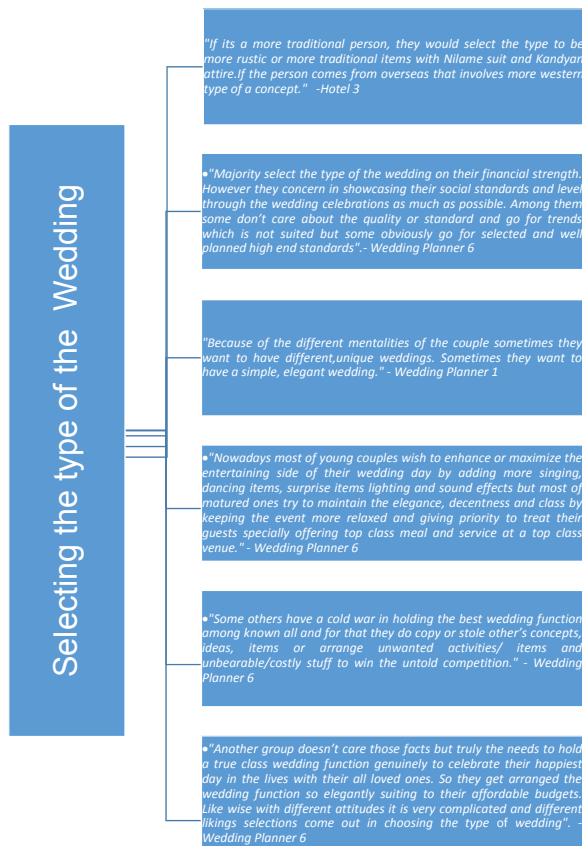 Selecting the type of the Wedding
"If its a more traditional person, they would select the type to be
more rustic or more traditional items with Nilame suit and Kandyan
attire.If the person comes from overseas that involves more western
type of a concept." -Hotel 3
•"Majority select the type of the wedding on their financial strength.
However they concern in showcasing their social standards and level
through the wedding celebrations as much as possible. Among them
some don't care about the quality or standard and go for trends
which is not suited but some obviously go for selected and well
planned high end standards".- Wedding Planner 6
"Because of the different mentalities of the couple sometimes they
want to have different,unique weddings. Sometimes they want to
have a simple, elegant wedding." - Wedding Planner 1
•"Nowadays most of young couples wish to enhance or maximize the
entertaining side of their wedding day by adding more singing,
dancing items, surprise items lighting and sound effects but most of
matured ones try to maintain the elegance, decentness and class by
keeping the event more relaxed and giving priority to treat their
guests specially offering top class meal and service at a top class
venue." - Wedding Planner 6
•"Some others have a cold war in holding the best wedding function
among known all and for that they do copy or stole other's concepts,
ideas, items or arrange unwanted activities/ items and
unbearable/costly stuff to win the untold competition." - Wedding
Planner 6
•"Another group doesn't care those facts but truly the needs to hold
a true class wedding function genuinely to celebrate their happiest
day in the lives with their all loved ones. So they get arranged the
wedding function so elegantly suiting to their affordable budgets.
Like wise with different attitudes it is very complicated and different
likings selections come out in choosing the type of wedding". -
Wedding Planner 6